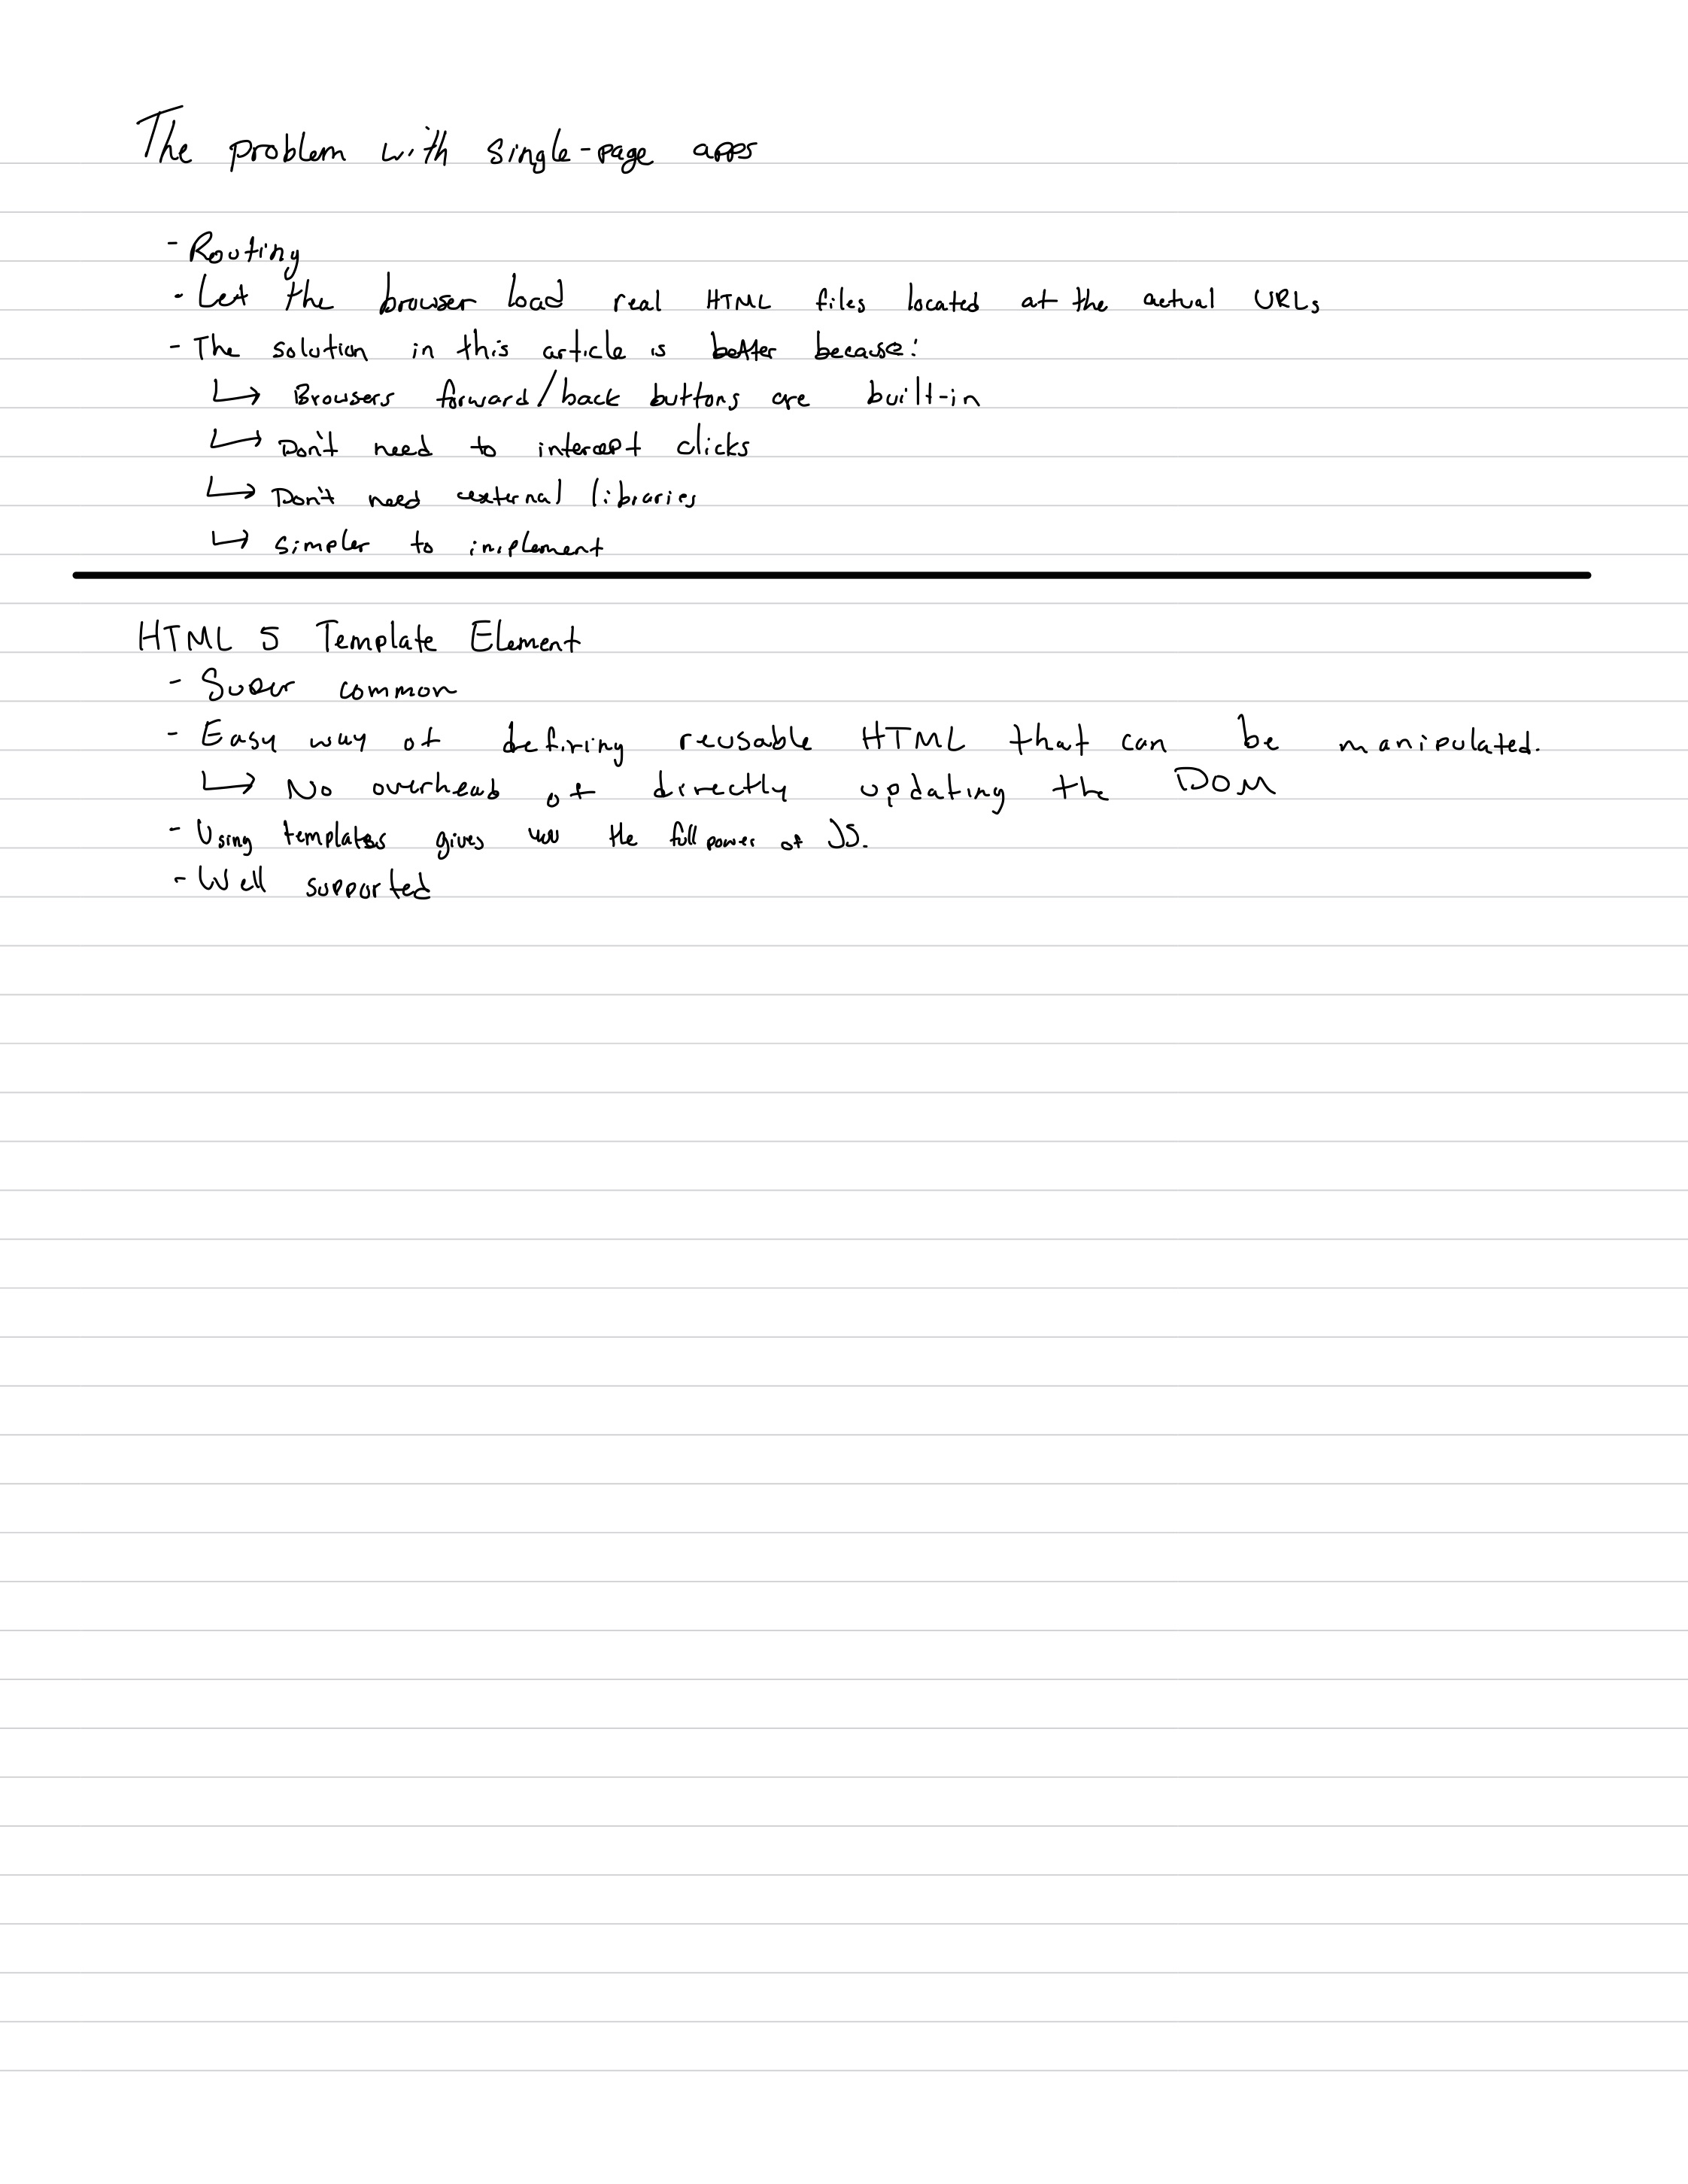 The problem with single-page apps
- Routing
- Let the browser load real HTML files located at the actual URLs
- The solution in this article is better because:
↳ Browsers forward/back buttons are built-in
↳ Don't need to intercept clicks
↳ Don't need external libraries
↳ Simpler to implement
HTML 5 Template Element
- Super common
- Easy way of defining reusable HTML that can be manipulated.
↳ No overhead of directly updating the DOM
- Using templates gives the full power of JS.
- Well supported